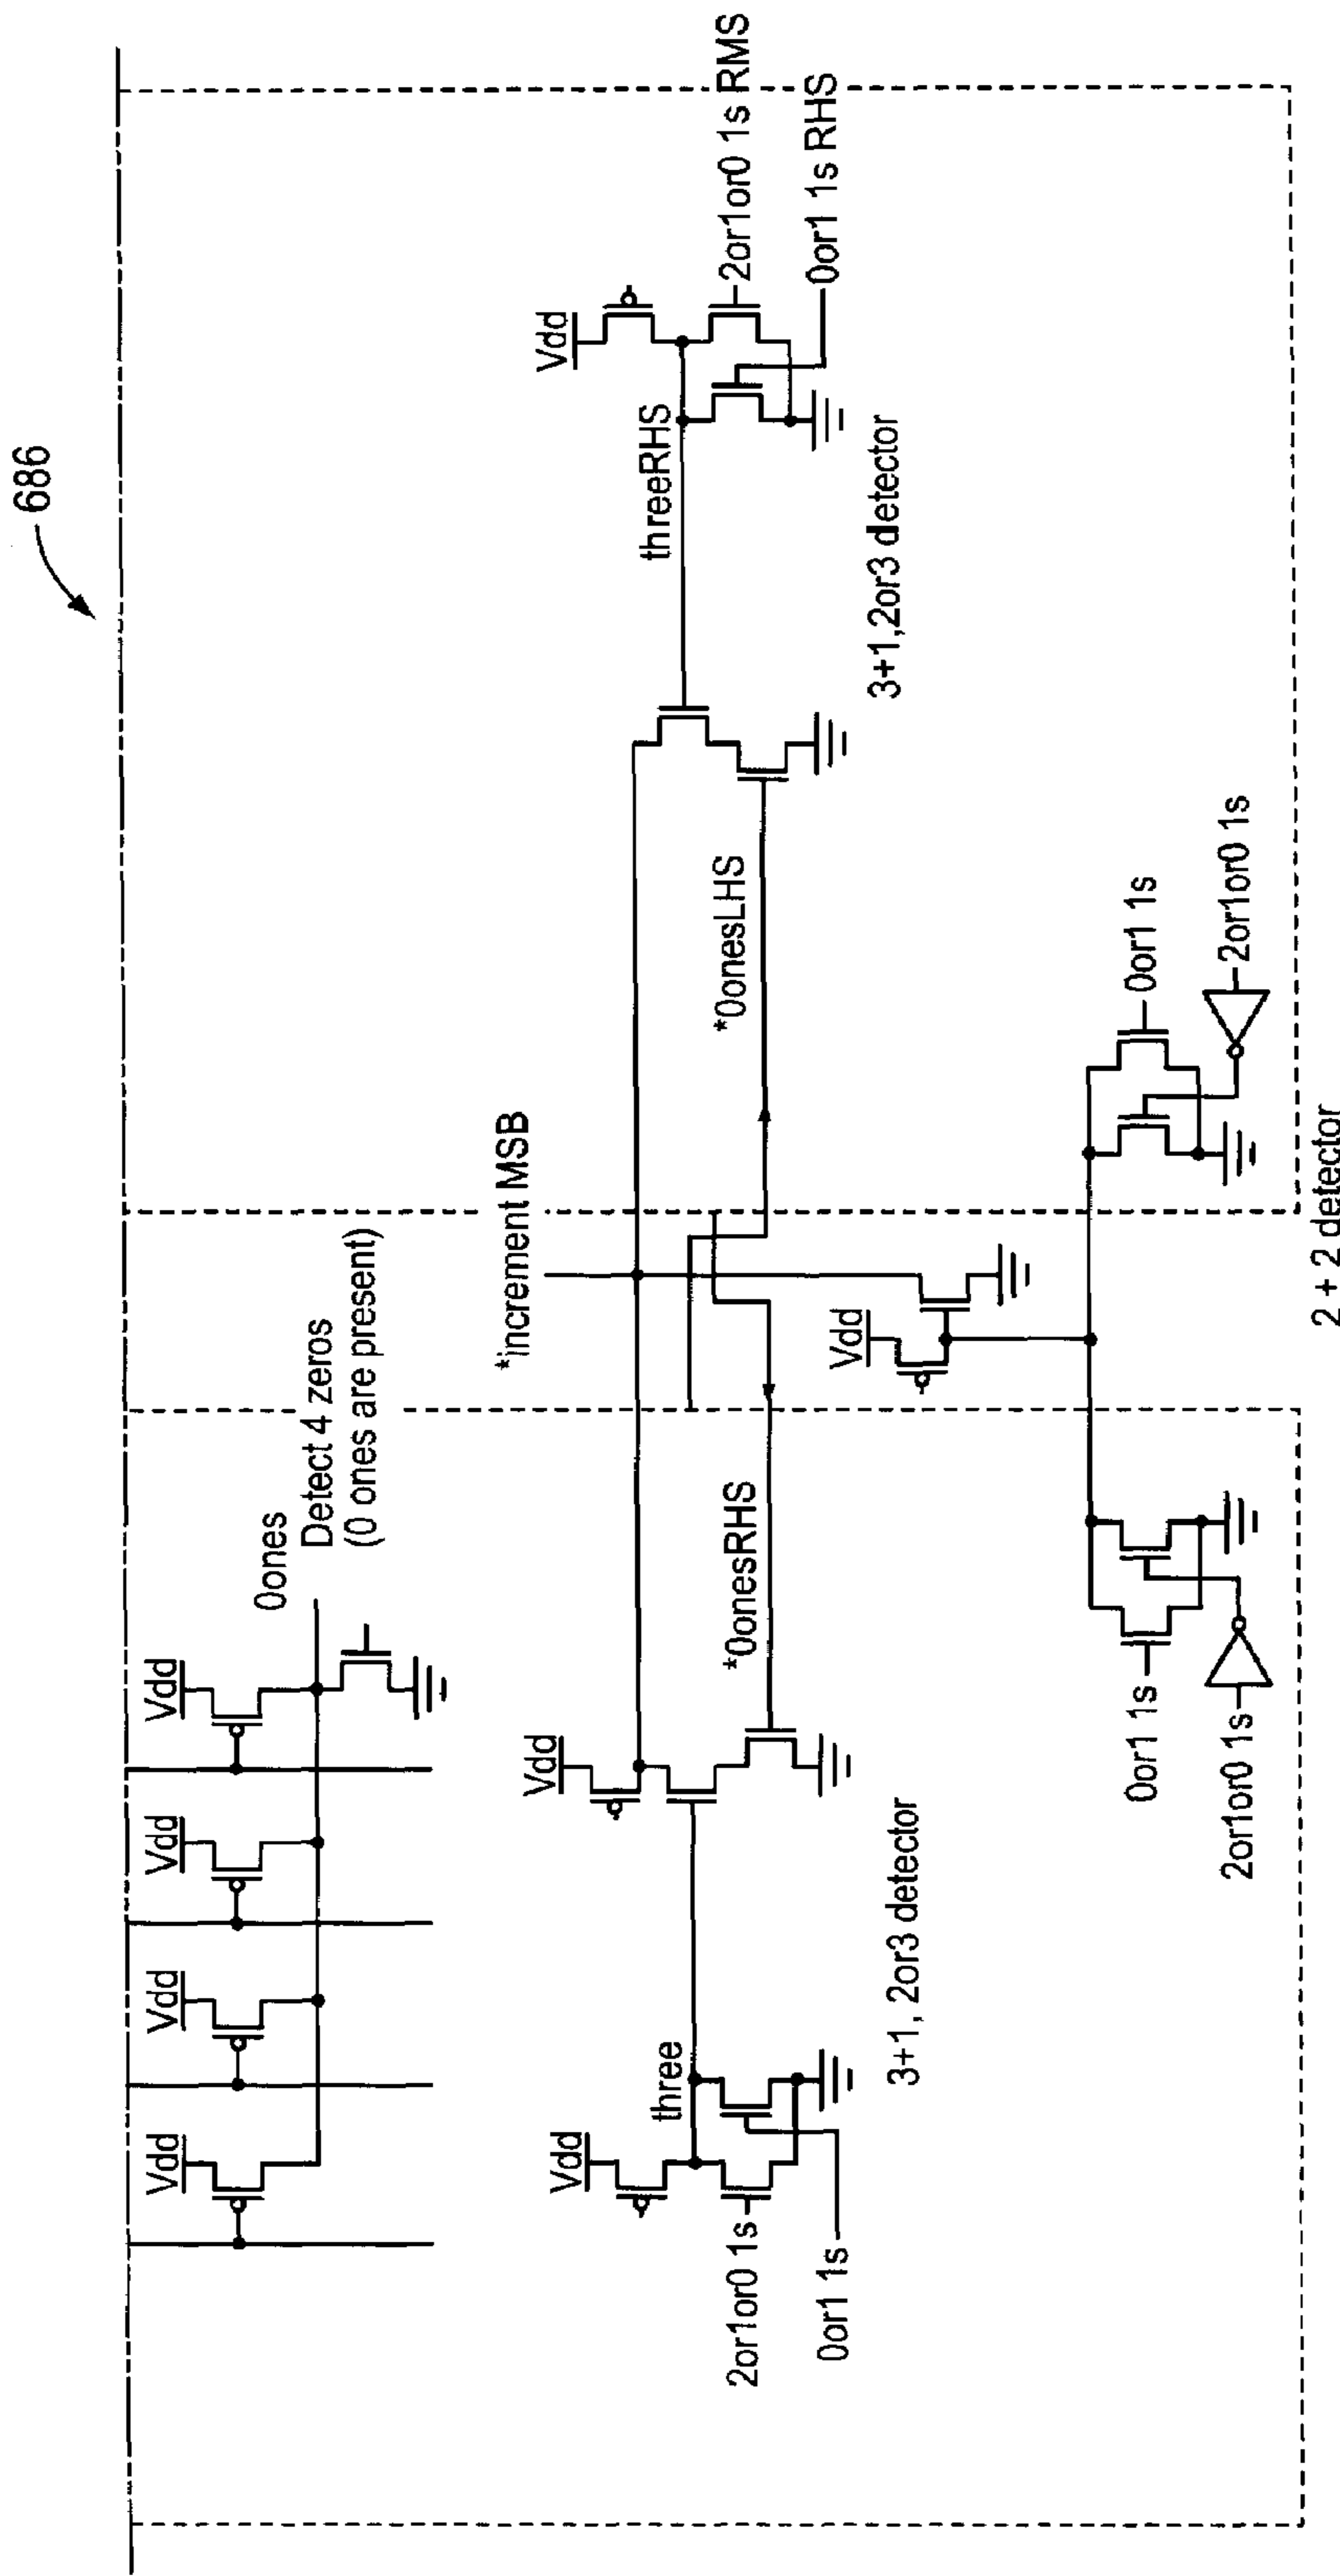 686
Vdd
Vdd
Vdd
Vdd
0ones
Detect 4 zeros
(0 ones are present)
*increment MSB
Vdd
three
2or1or0 1s
0or1 1s
3+1, 2or3 detector
Vdd
*0onesRHS
*0onesLHS
Vdd
threeRHS
2or1or0 1s RMS
0or1 1s RHS
3+1,2or3 detector
Vdd
0or1 1s
2or1or0 1s
0or1 1s
2or1or0 1s
2 + 2 detector